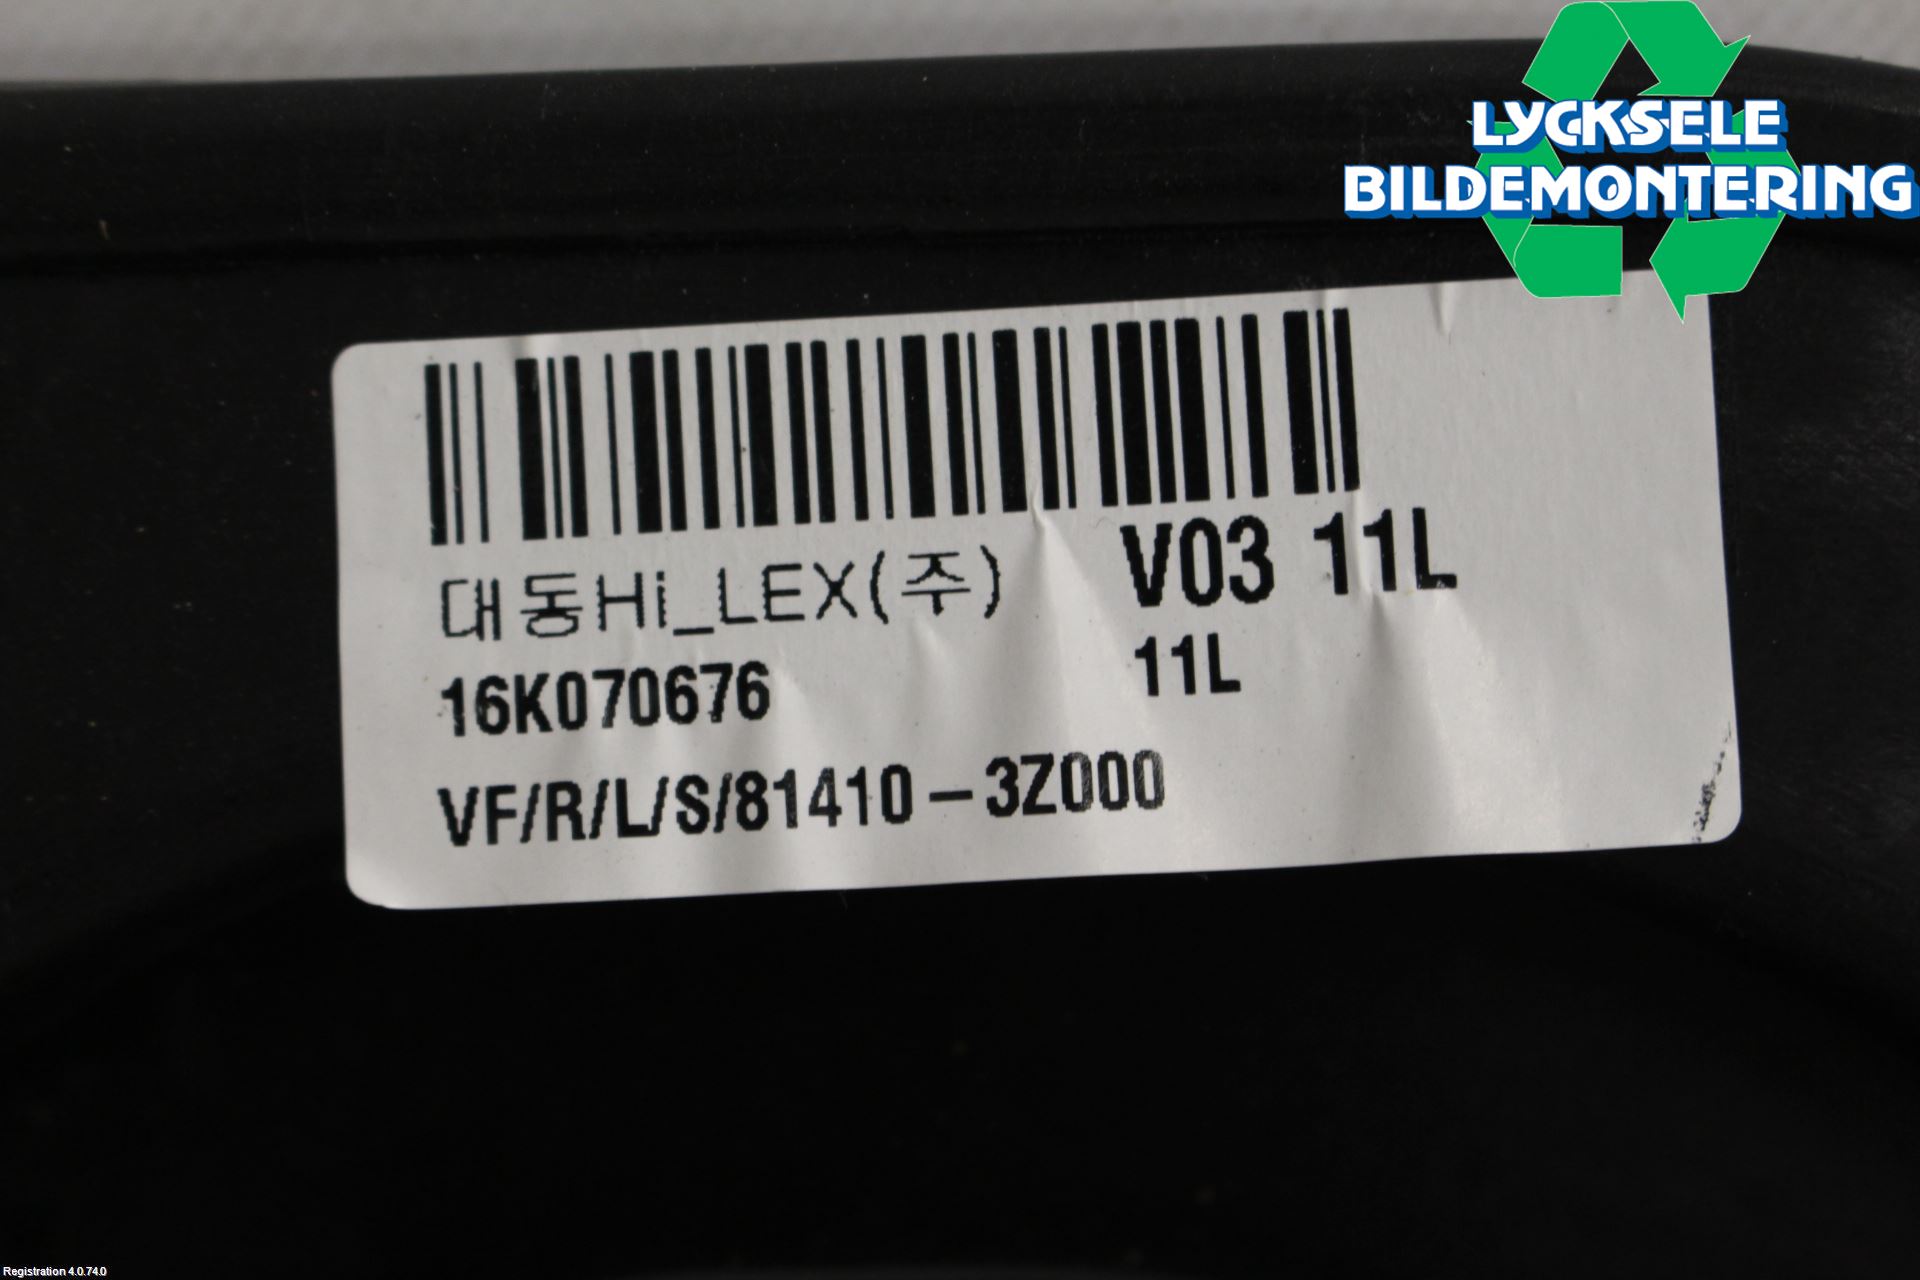 LYCKSELE
BILDEMONTERING
대동Hi_LEX(주) V03 11L
16K070676 11L
VF/R/L/S/81410-3Z000
Registration 4.0.74.0